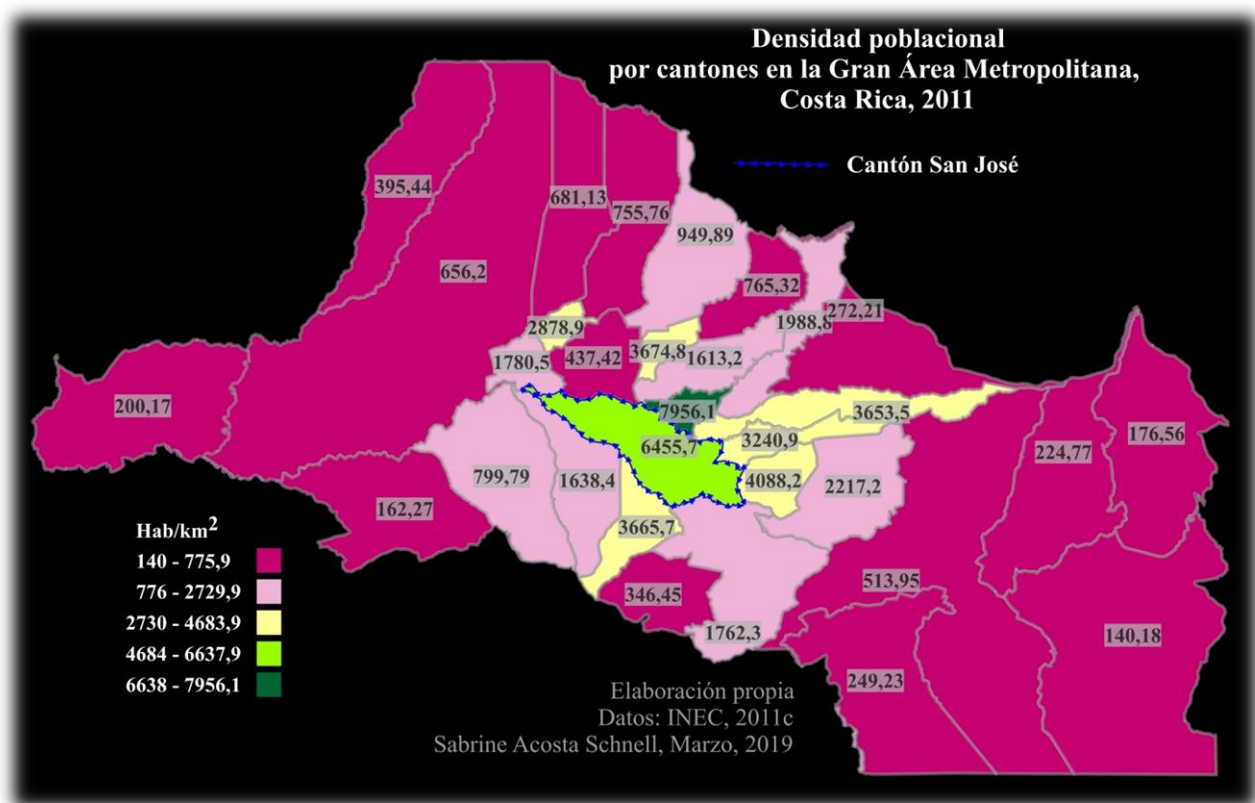 Densidad poblacional
por cantones en la Gran Área Metropolitana,
Costa Rica, 2011
Cantón San José
395,44
681,13
755,76
949,89
656,2
765,32
1988,8
272,21
2878,9
437,42
3674,8
1613,2
1780,5
200,17
7956,1
3653,5
6455,7
3240,9
176,56
224,77
799,79
1638,4
4088,2
2217,2
162,27
3665,7
346,45
513,95
1762,3
140,18
249,23
Hab/km²
140 - 775,9
776 - 2729,9
2730 - 4683,9
4684 - 6637,9
6638 - 7956,1
Elaboración propia
Datos: INEC, 2011c
Sabrine Acosta Schnell, Marzo, 2019